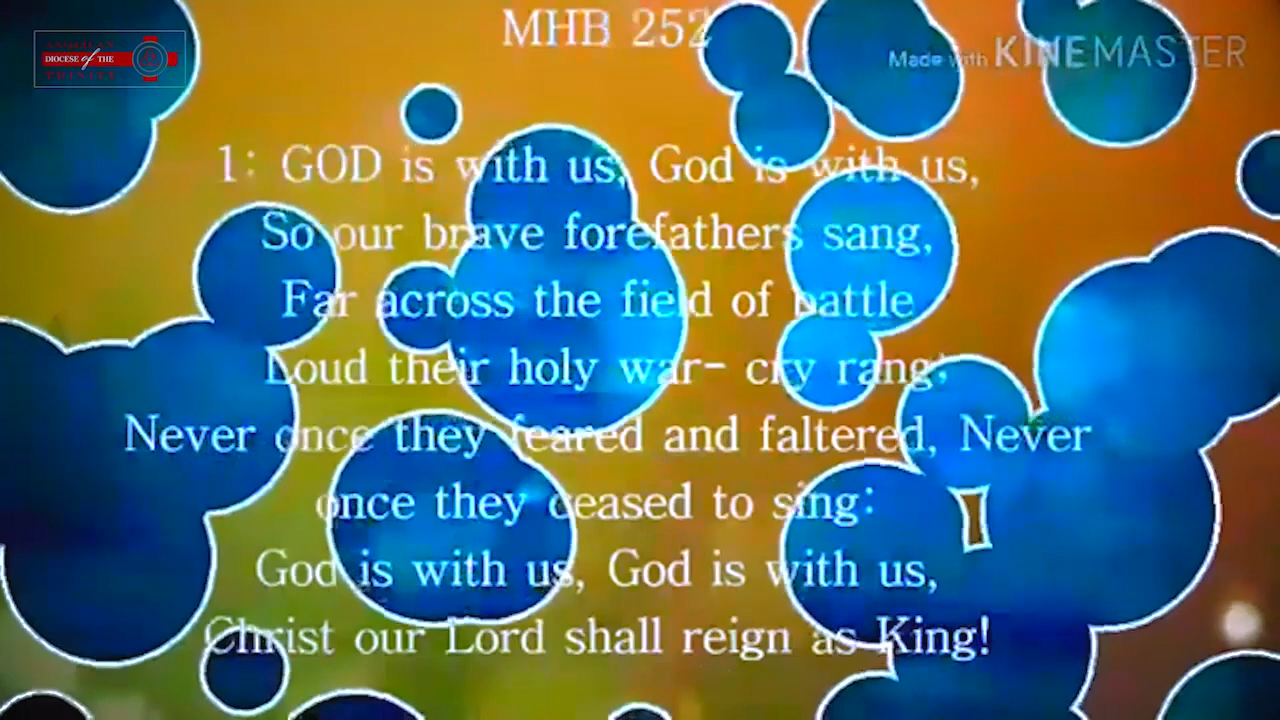 MHB 252
ANGLICAN
DIOCESE of THE
TRINITY
Made with KINEMASTER
1: GOD is with us, God is with us,
So our brave forefathers sang,
Far across the field of battle
Loud their holy war- cry rang;
Never once they feared and faltered, Never
once they ceased to sing:
God is with us, God is with us,
Christ our Lord shall reign as King!